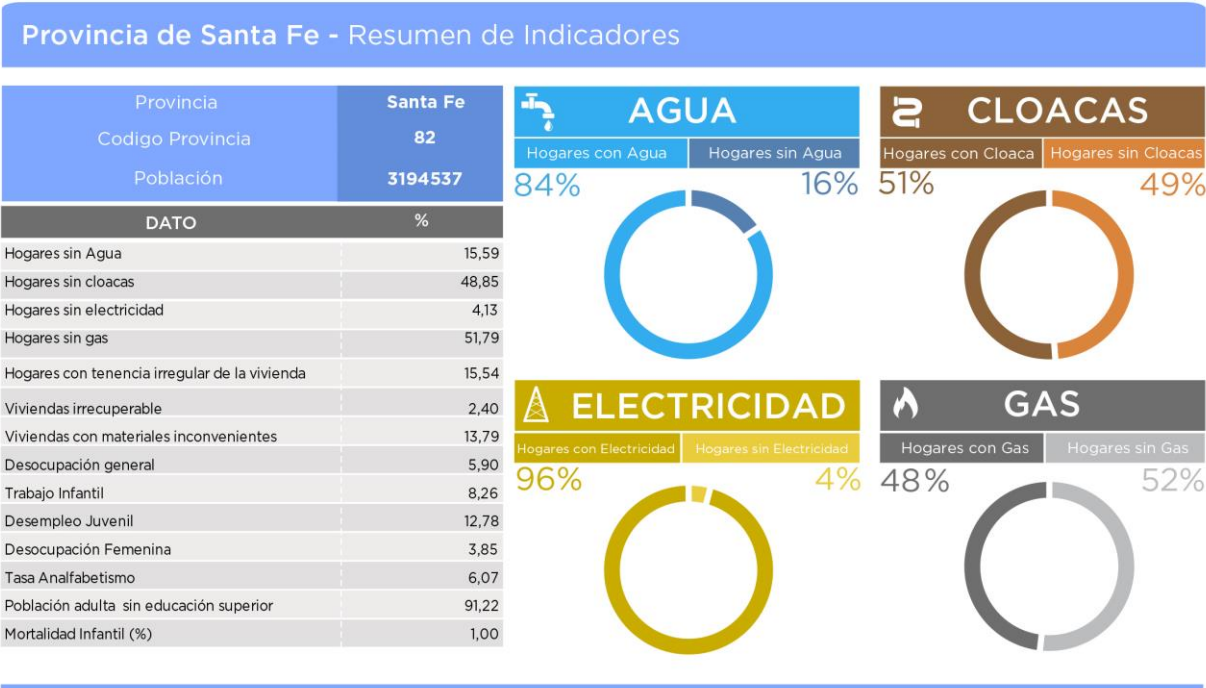 Provincia de Santa Fe - Resumen de Indicadores
Provincia Santa Fe
Codigo Provincia 82
Población 3194537
DATO %
Hogares sin Agua 15,59
Hogares sin cloacas 48,85
Hogares sin electricidad 4,13
Hogares sin gas 51,79
Hogares con tenencia irregular de la vivienda 15,54
Viviendas irrecuperable 2,40
Viviendas con materiales inconvenientes 13,79
Desocupación general 5,90
Trabajo Infantil 8,26
Desempleo Juvenil 12,78
Desocupación Femenina 3,85
Tasa Analfabetismo 6,07
Población adulta sin educación superior 91,22
Mortalidad Infantil (%) 1,00
AGUA
Hogares con Agua Hogares sin Agua
84% 16%
CLOACAS
Hogares con Cloaca Hogares sin Cloacas
51% 49%
ELECTRICIDAD
Hogares con Electricidad Hogares sin Electricidad
96% 4%
GAS
Hogares con Gas Hogares sin Gas
48% 52%